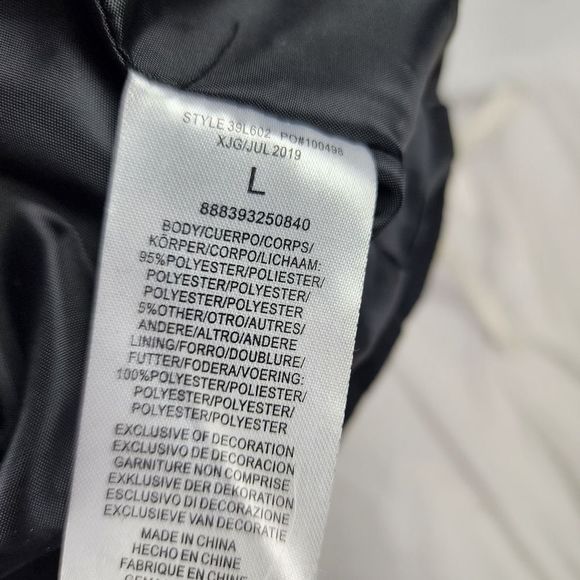 STYLE 39L602 PO#100498
XJG/JUL 2019
L
888393250840
BODY/CUERPO/CORPS/
KÖRPER/CORPO/LICHAAM:
95%POLYESTER/POLIESTER/
POLYESTER/POLYESTER/
POLYESTER/POLYESTER
5%OTHER/OTRO/AUTRES/
ANDERE/ALTRO/ANDERE
LINING/FORRO/DOUBLURE/
FUTTER/FODERA/VOERING:
100%POLYESTER/POLIESTER/
POLYESTER/POLYESTER/
POLYESTER/POLYESTER
EXCLUSIVE OF DECORATION
EXCLUSIVO DE DECORACION
GARNITURE NON COMPRISE
EXKLUSIVE DER DEKORATION
ESCLUSIVO DI DECORAZIONE
EXCLUSIEVE VAN DECORATIE
MADE IN CHINA
HECHO EN CHINE
FABRIQUE EN CHINE